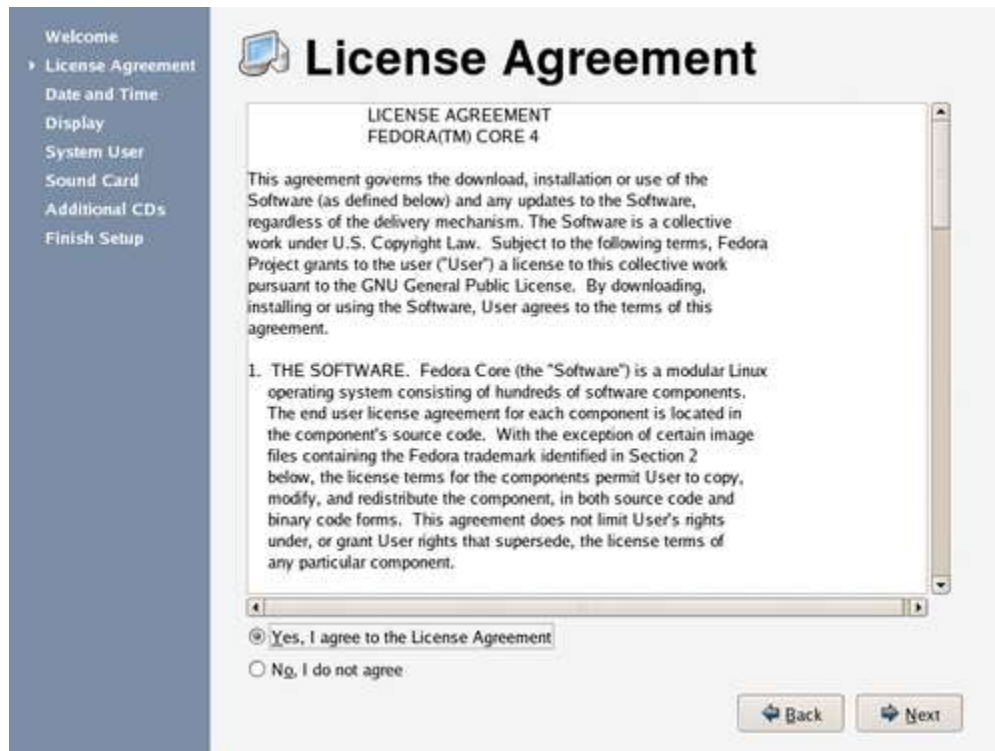 Welcome
License Agreement
Date and Time
Display
System User
Sound Card
Additional CDs
Finish Setup
License Agreement
LICENSE AGREEMENT
FEDORA(TM) CORE 4
This agreement governs the download, installation or use of the
Software (as defined below) and any updates to the Software,
regardless of the delivery mechanism. The Software is a collective
work under U.S. Copyright Law.  Subject to the following terms, Fedora
Project grants to the user ("User") a license to this collective work
pursuant to the GNU General Public License.  By downloading,
installing or using the Software, User agrees to the terms of this
agreement.
1.  THE SOFTWARE.  Fedora Core (the "Software") is a modular Linux
operating system consisting of hundreds of software components.
The end user license agreement for each component is located in
the component's source code.  With the exception of certain image
files containing the Fedora trademark identified in Section 2
below, the license terms for the components permit User to copy,
modify, and redistribute the component, in both source code and
binary code forms.  This agreement does not limit User's rights
under, or grant User rights that supersede, the license terms of
any particular component.
Yes, I agree to the License Agreement
No, I do not agree
Back
Next